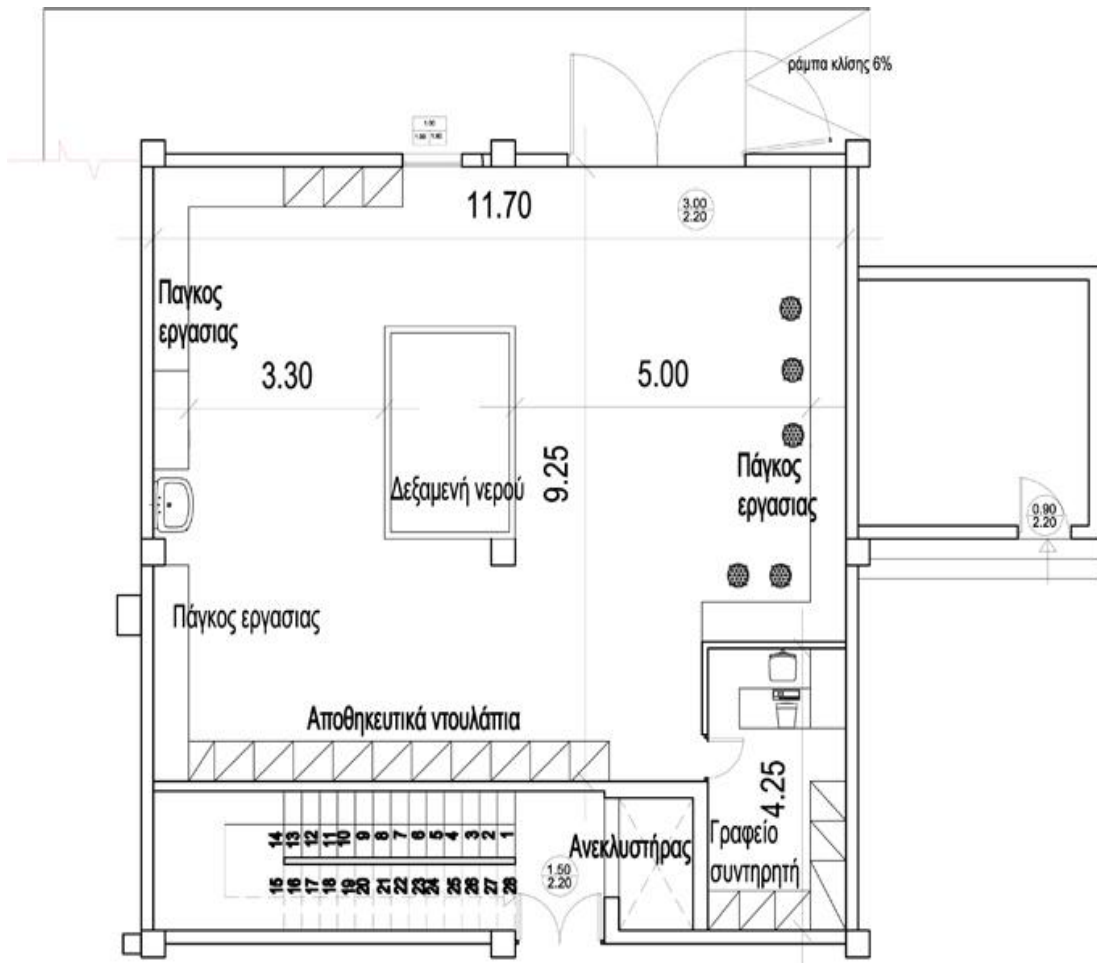 ράμπα κλίσης 6%
1.00
11.70
3.00
2.20
Παγκος
εργασιας
3.30
5.00
9.25
Δεξαμενή νερού
Πάγκος
εργασιας
0.90
2.20
Πάγκος εργασιας
Αποθηκευτικά ντουλάπια
4.25
14 13 12 11 10 9 8 7 6 5 4 3 2 1
Ανεκλυστήρας
Γραφείο
συντηρητή
15 16 17 18 19 20 21 22 23 24 25 26 27 28
1.50
2.20